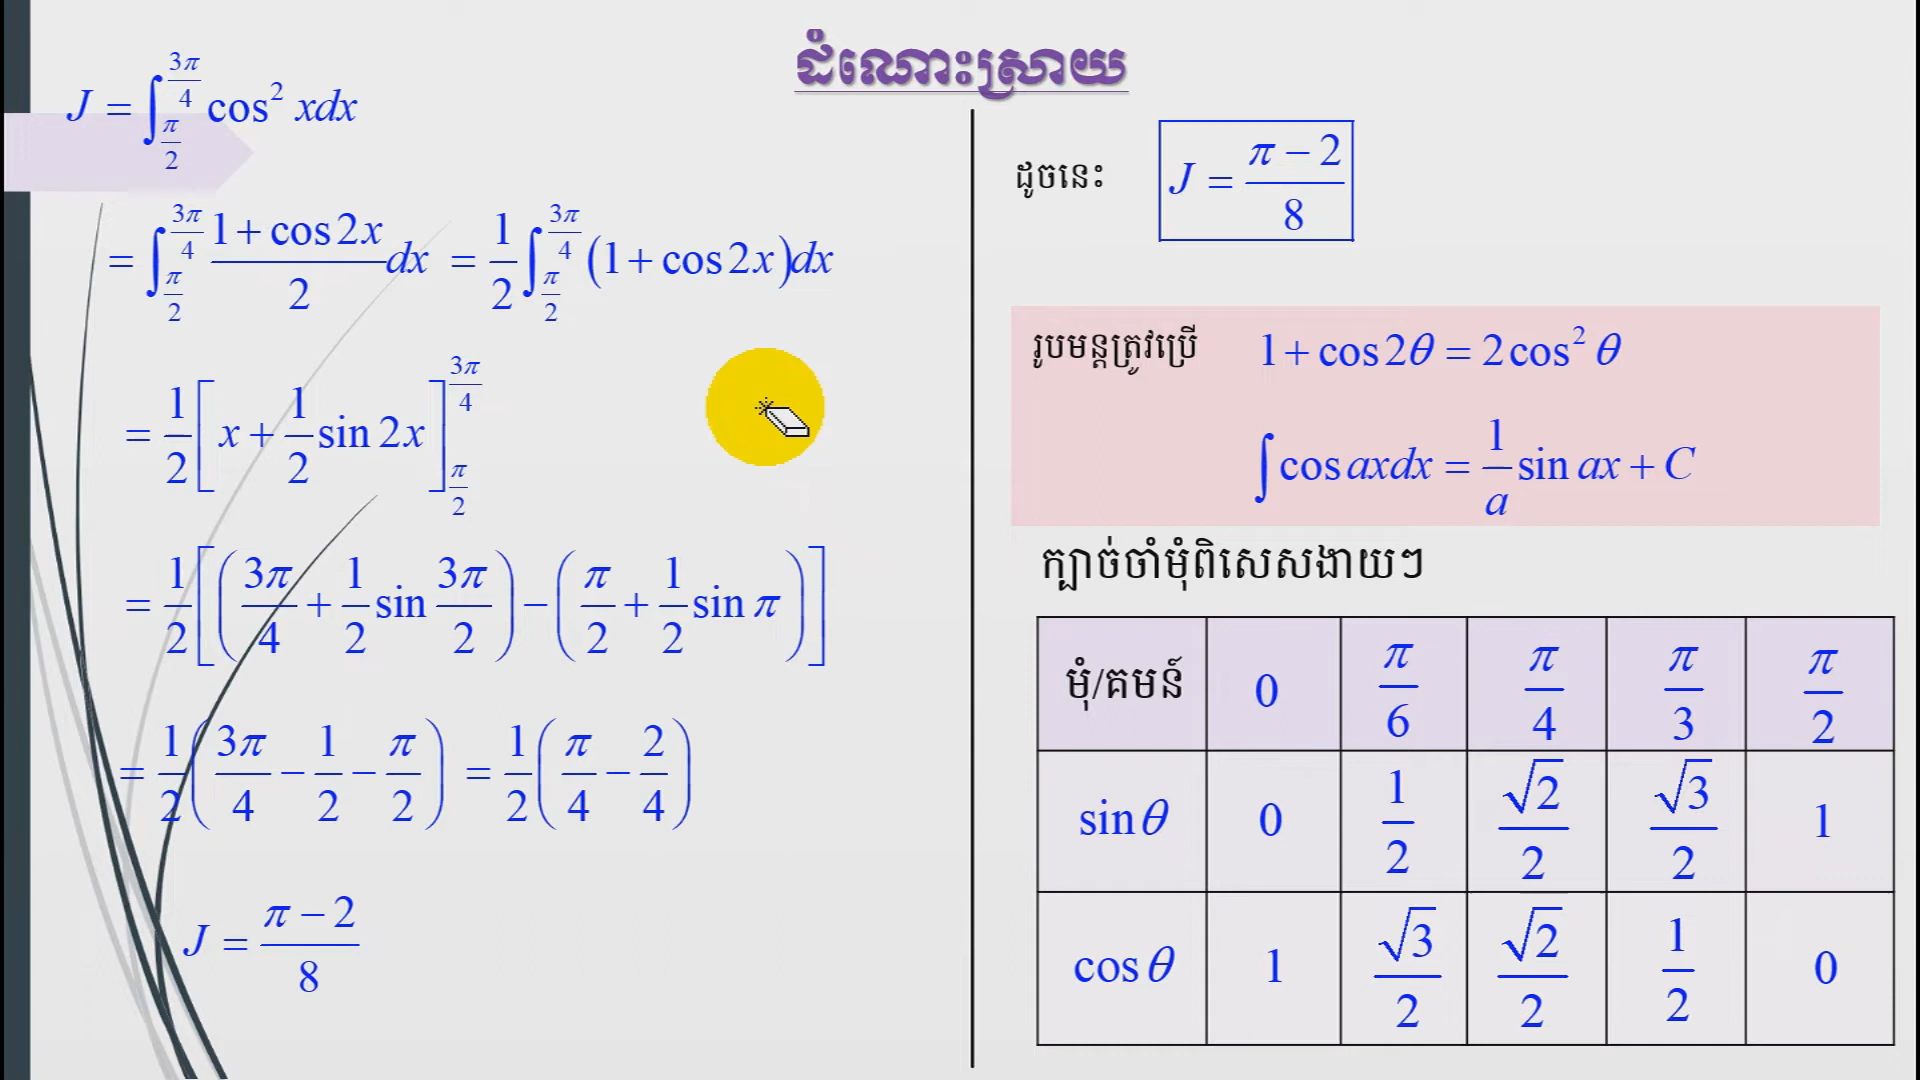 ដំណោះស្រាយ
J = ∫_{π/2}^{3π/4} cos² xdx
= ∫_{π/2}^{3π/4} (1 + cos 2x)/2 dx = 1/2 ∫_{π/2}^{3π/4} (1 + cos 2x)dx
= 1/2 [x + 1/2 sin 2x]_{π/2}^{3π/4}
= 1/2 [(3π/4 + 1/2 sin 3π/2) − (π/2 + 1/2 sin π)]
= 1/2 (3π/4 − 1/2 − π/2) = 1/2 (π/4 − 2/4)
J = (π − 2)/8
ដូចនេះ J = (π − 2)/8
រូបមន្តត្រូវប្រើ 1 + cos 2θ = 2cos² θ
∫ cos axdx = 1/a sin ax + C
ក្បាច់ចាំមុំពិសេសងាយៗ
មុំ/គមន៍ 0 π/6 π/4 π/3 π/2
sin θ 0 1/2 √2/2 √3/2 1
cos θ 1 √3/2 √2/2 1/2 0